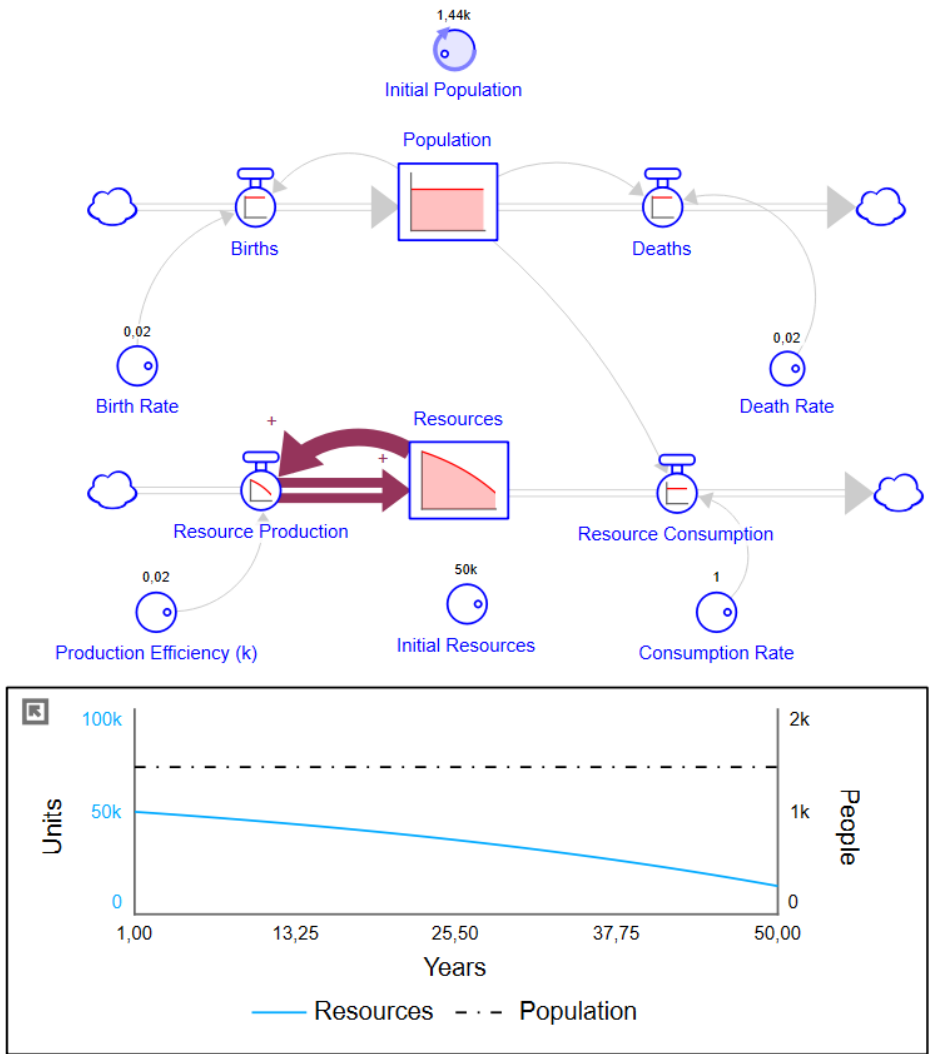 1,44k
Initial Population
Population
Births
Deaths
0,02
Birth Rate
0,02
Death Rate
+
Resources
+
Resource Production
Resource Consumption
0,02
Production Efficiency (k)
50k
Initial Resources
1
Consumption Rate
100k
2k
Units
50k
1k
People
0
0
1,00
13,25
25,50
37,75
50,00
Years
Resources
Population